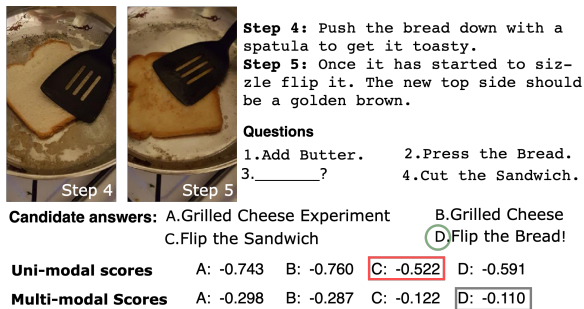 Step 4: Push the bread down with a
spatula to get it toasty.
Step 5: Once it has started to siz-
zle flip it. The new top side should
be a golden brown.
Step 4
Step 5
Questions
1.Add Butter. 2.Press the Bread.
3.______? 4.Cut the Sandwich.
Candidate answers: A.Grilled Cheese Experiment B.Grilled Cheese
C.Flip the Sandwich D.Flip the Bread!
Uni-modal scores A: -0.743 B: -0.760 C: -0.522 D: -0.591
Multi-modal Scores A: -0.298 B: -0.287 C: -0.122 D: -0.110